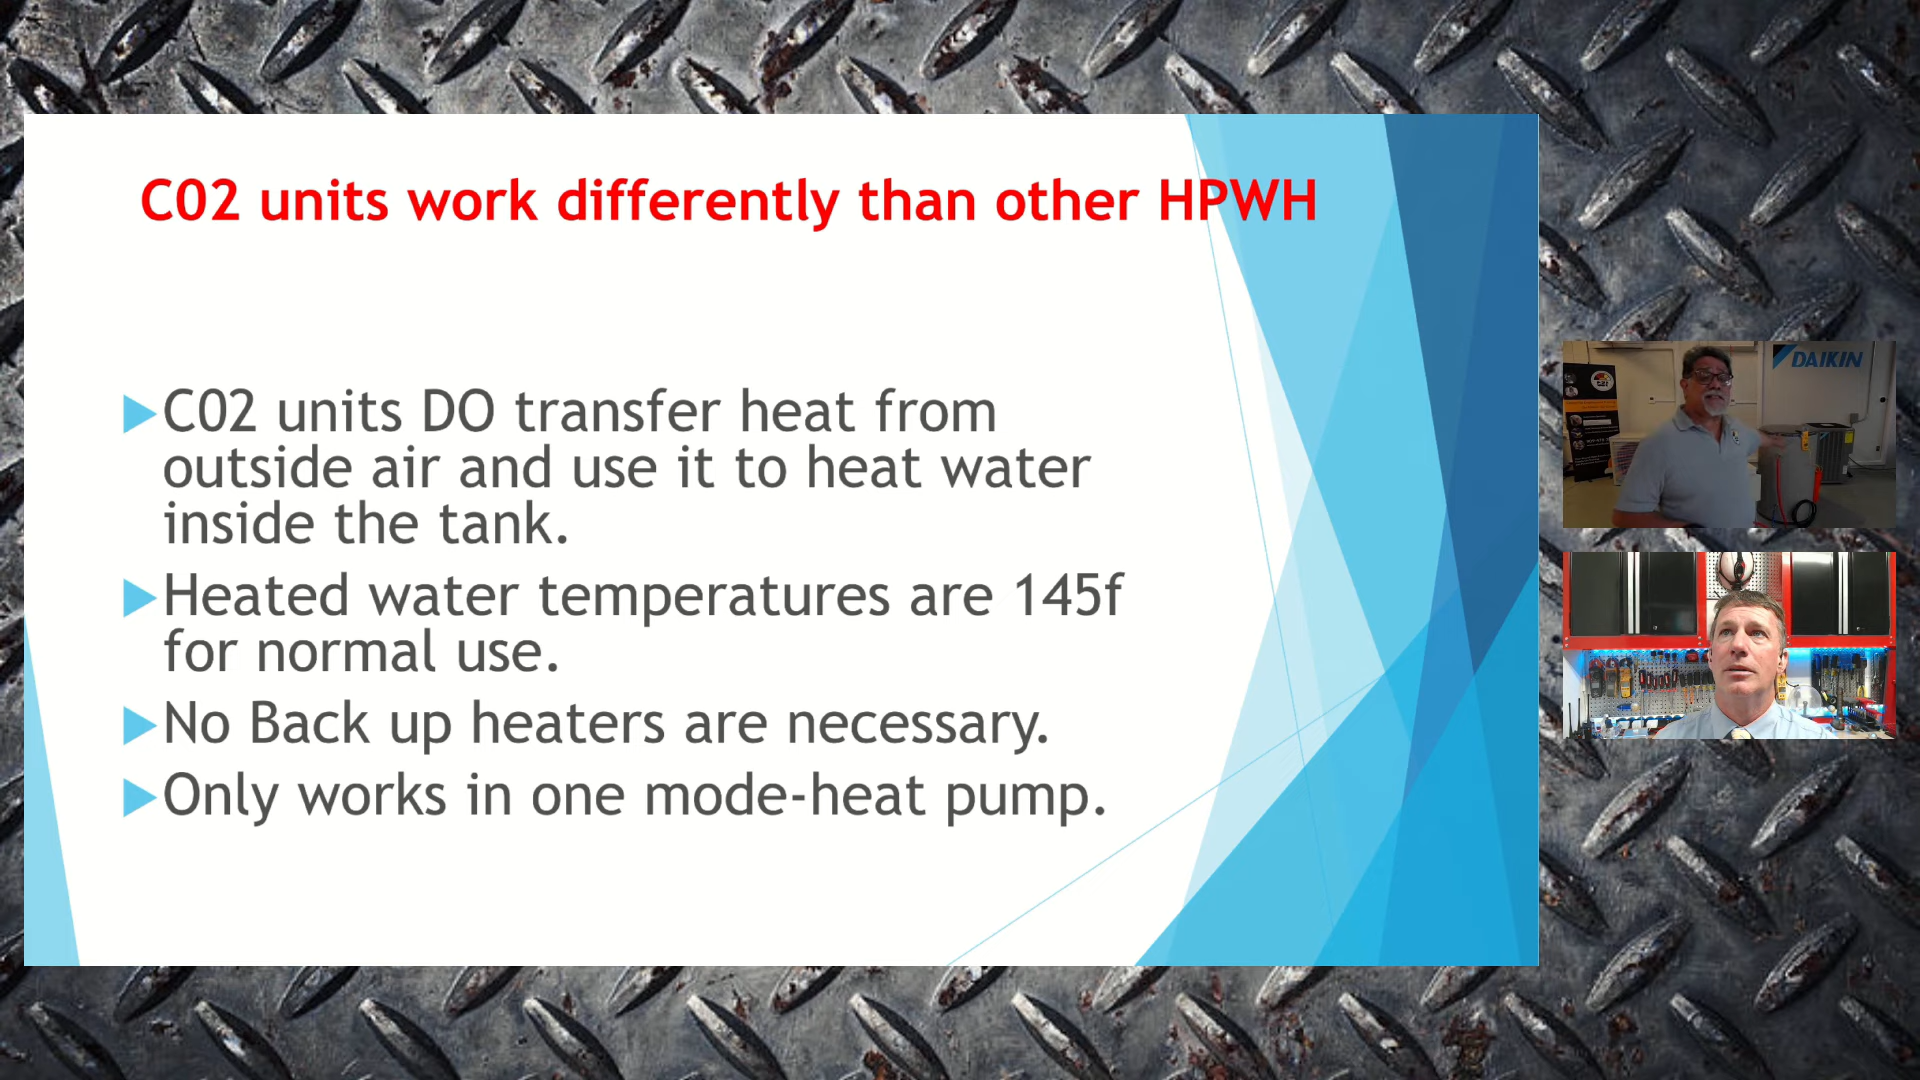 C02 units work differently than other HPWH
C02 units DO transfer heat from
outside air and use it to heat water
inside the tank.
Heated water temperatures are 145f
for normal use.
No Back up heaters are necessary.
Only works in one mode-heat pump.
DAIKIN